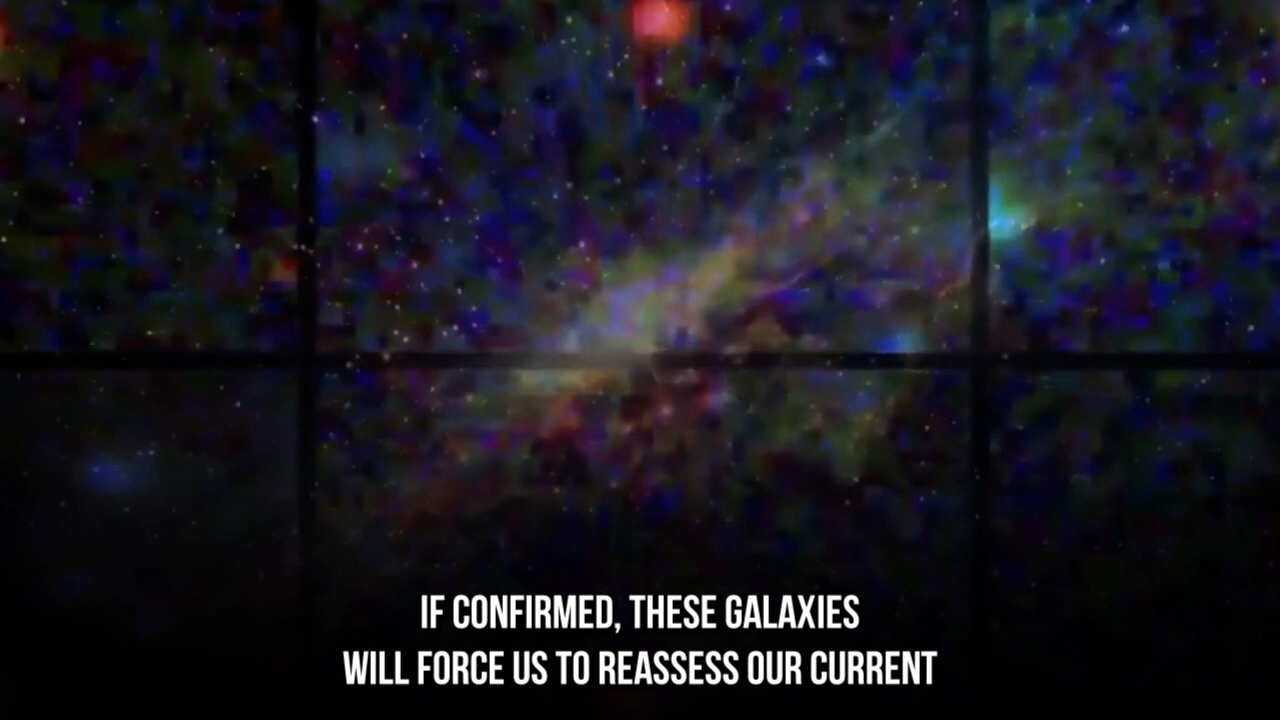 IF CONFIRMED, THESE GALAXIES
WILL FORCE US TO REASSESS OUR CURRENT